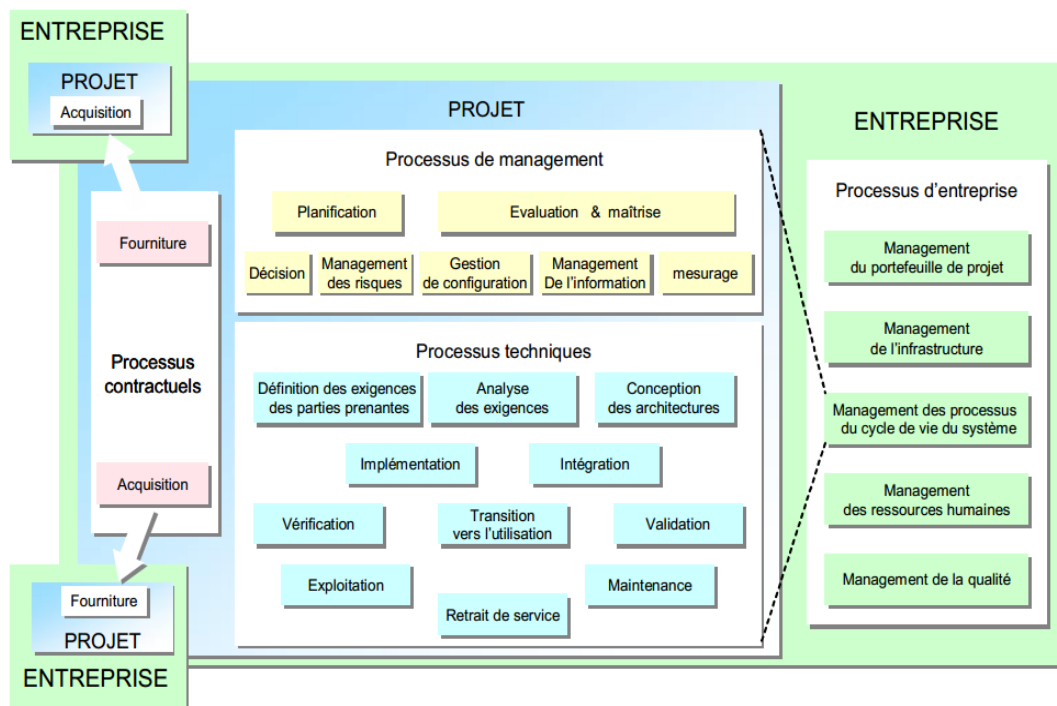 ENTREPRISE
PROJET
Acquisition
Fourniture
Processus
contractuels
Acquisition
Fourniture
PROJET
ENTREPRISE
PROJET
Processus de management
Planification
Evaluation & maîtrise
Décision
Management
des risques
Gestion
de configuration
Management
De l'information
mesurage
Processus techniques
Définition des exigences
des parties prenantes
Analyse
des exigences
Conception
des architectures
Implémentation
Intégration
Vérification
Transition
vers l'utilisation
Validation
Exploitation
Maintenance
Retrait de service
ENTREPRISE
Processus d'entreprise
Management
du portefeuille de projet
Management
de l'infrastructure
Management des processus
du cycle de vie du système
Management
des ressources humaines
Management de la qualité